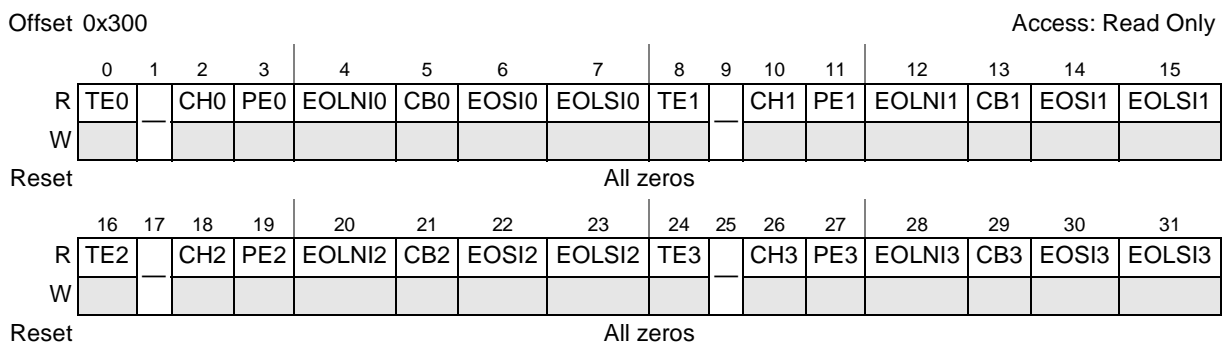 Offset 0x300 Access: Read Only
0 1 2 3 4 5 6 7 8 9 10 11 12 13 14 15
R TE0 — CH0 PE0 EOLNI0 CB0 EOSI0 EOLSI0 TE1 — CH1 PE1 EOLNI1 CB1 EOSI1 EOLSI1
W
Reset All zeros
16 17 18 19 20 21 22 23 24 25 26 27 28 29 30 31
R TE2 — CH2 PE2 EOLNI2 CB2 EOSI2 EOLSI2 TE3 — CH3 PE3 EOLNI3 CB3 EOSI3 EOLSI3
W
Reset All zeros